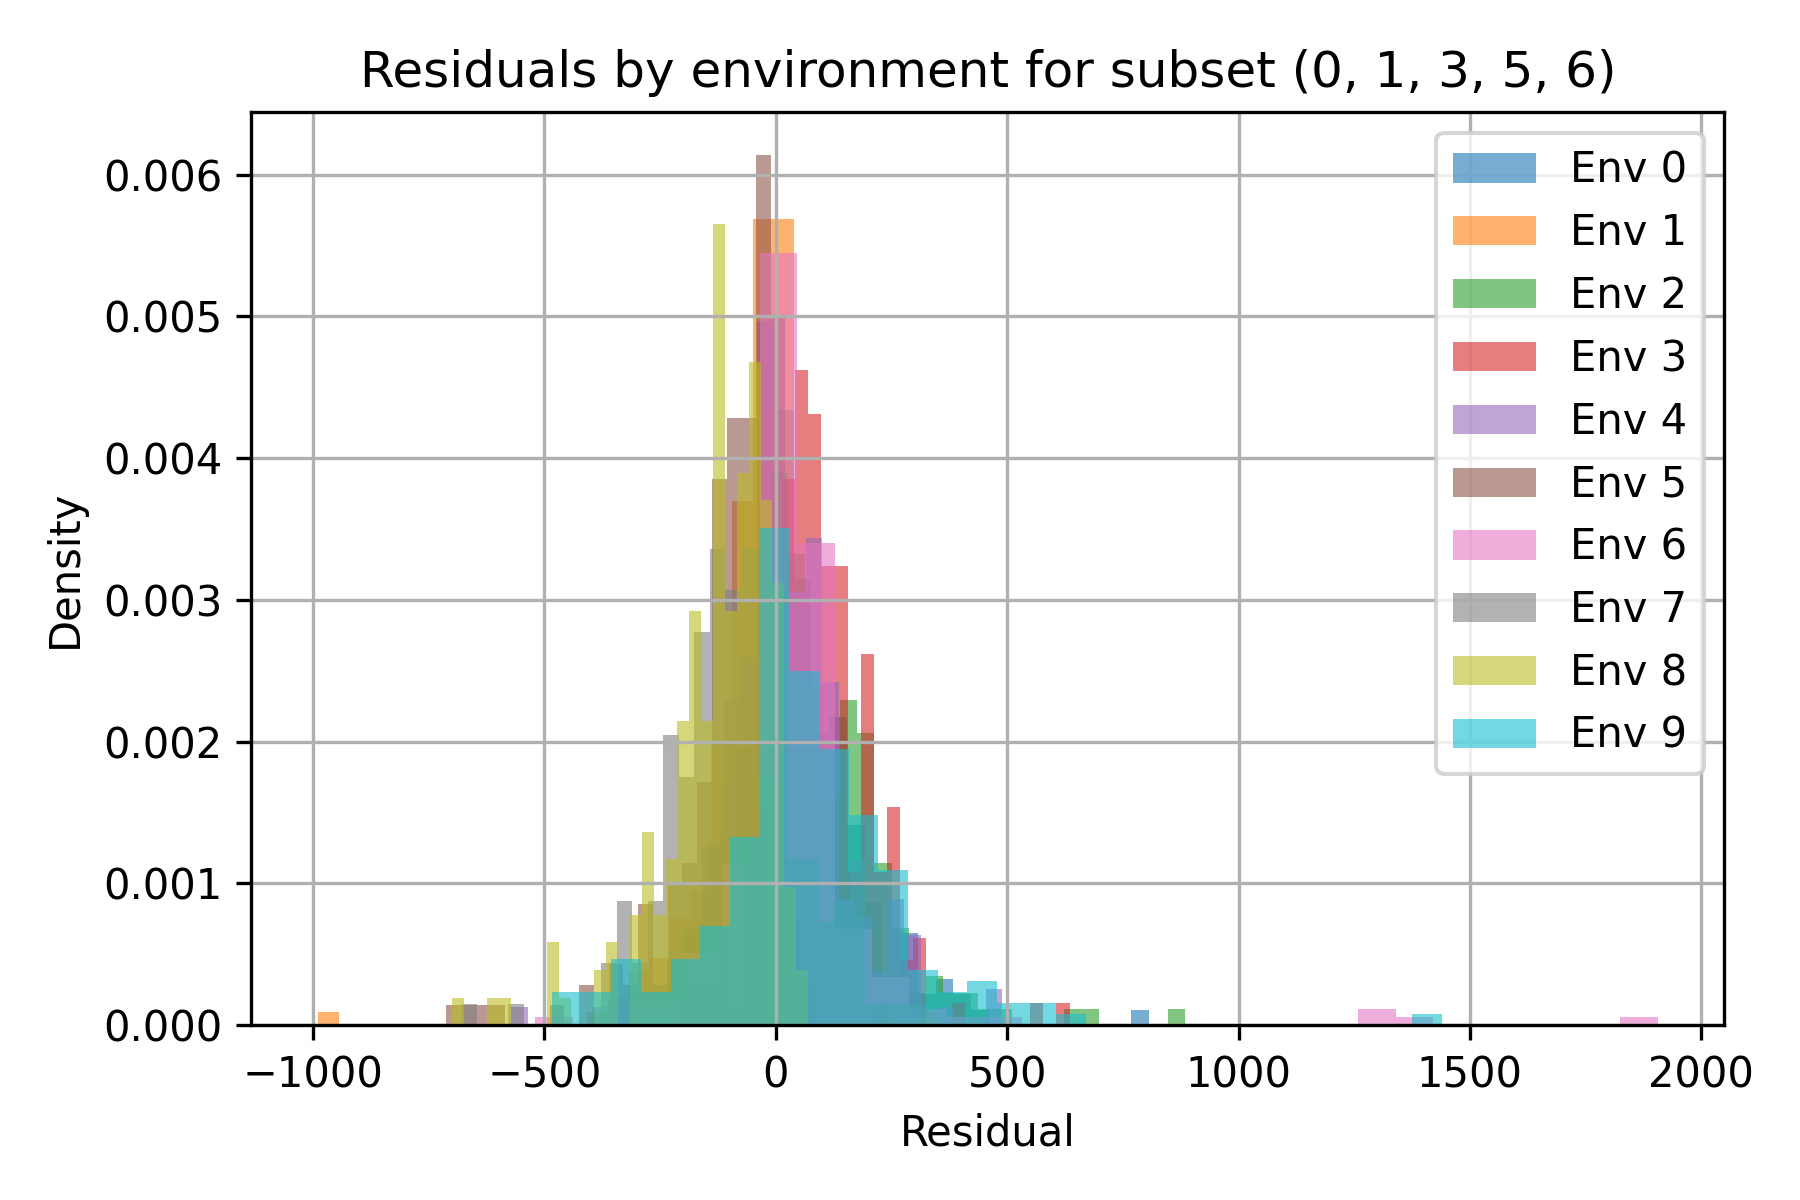 Residuals by environment for subset (0, 1, 3, 5, 6)
0.006
0.005
0.004
0.003
0.002
0.001
0.000
Density
−1000
−500
0
500
1000
1500
2000
Residual
Env 0
Env 1
Env 2
Env 3
Env 4
Env 5
Env 6
Env 7
Env 8
Env 9